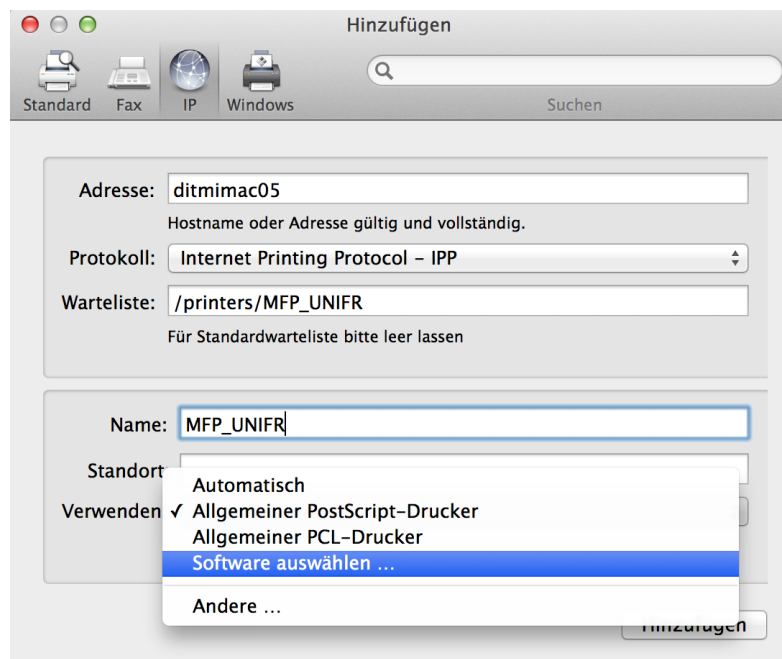 Hinzufügen
Standard Fax IP Windows Suchen
Adresse: ditmimac05
Hostname oder Adresse gültig und vollständig.
Protokoll: Internet Printing Protocol – IPP
Warteliste: /printers/MFP_UNIFR
Für Standardwarteliste bitte leer lassen
Name: MFP_UNIFR
Standort
Automatisch
Verwenden ✓ Allgemeiner PostScript-Drucker
Allgemeiner PCL-Drucker
Software auswählen ...
Andere ...
Hinzufügen